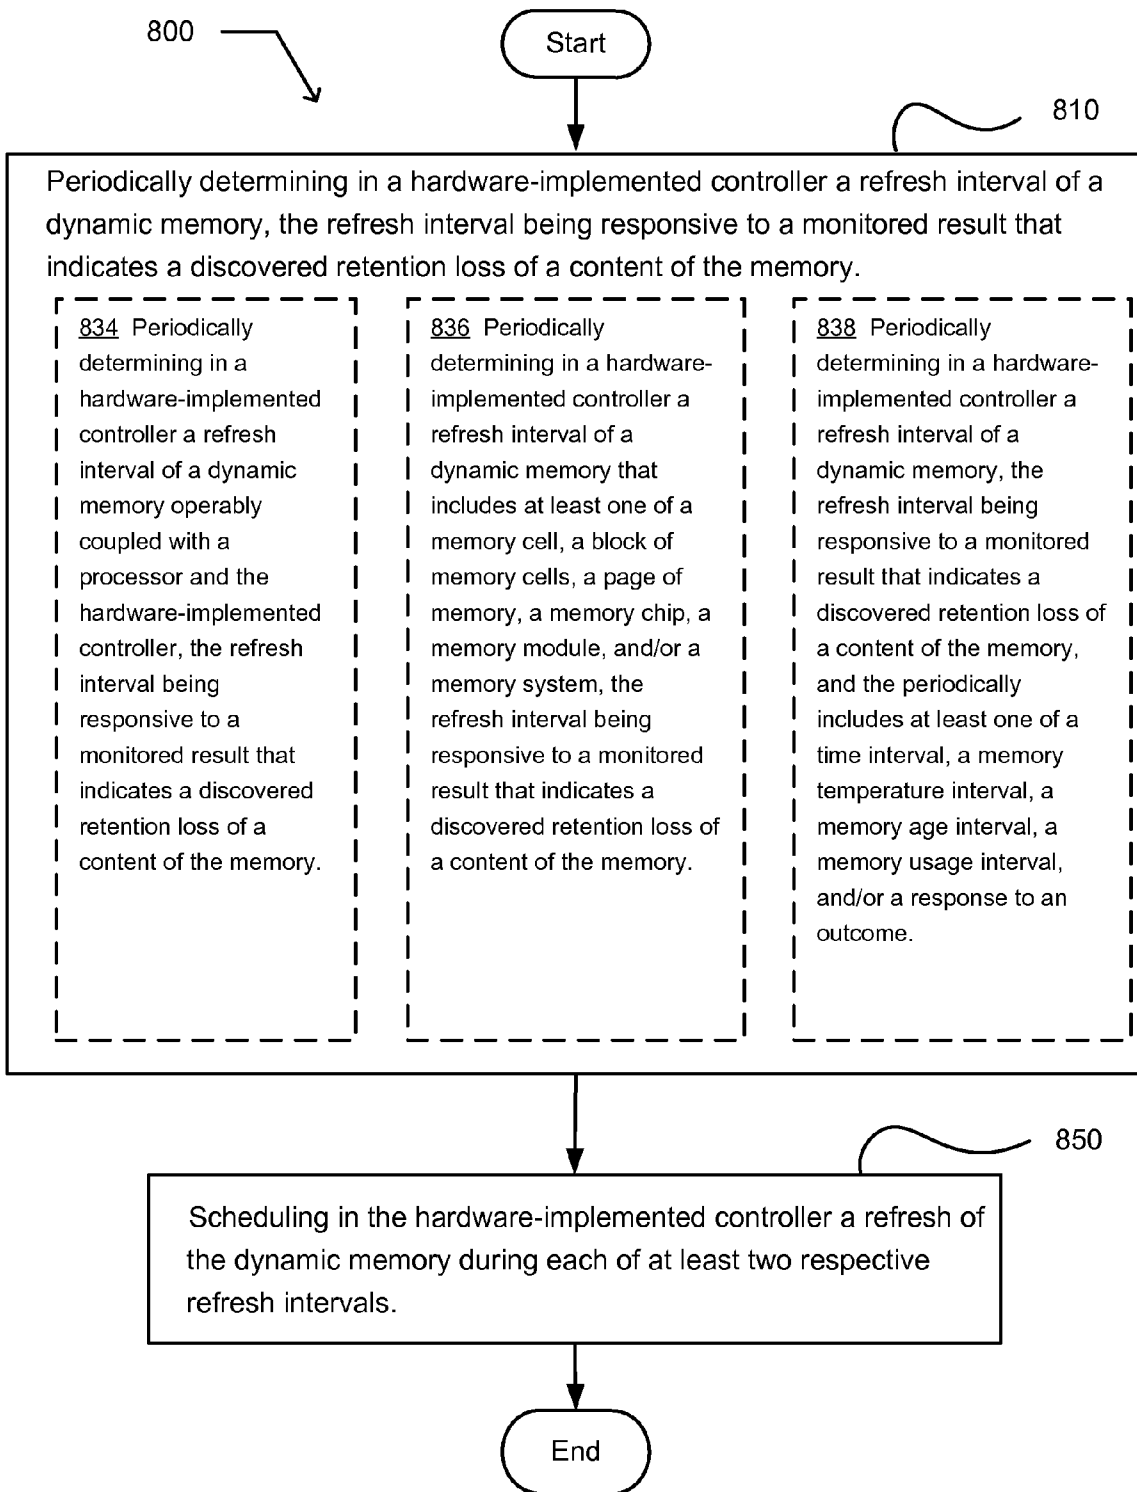 800
Start
810
Periodically determining in a hardware-implemented controller a refresh interval of a
dynamic memory, the refresh interval being responsive to a monitored result that
indicates a discovered retention loss of a content of the memory.
834 Periodically
determining in a
hardware-implemented
controller a refresh
interval of a dynamic
memory operably
coupled with a
processor and the
hardware-implemented
controller, the refresh
interval being
responsive to a
monitored result that
indicates a discovered
retention loss of a
content of the memory.
836 Periodically
determining in a hardware-
implemented controller a
refresh interval of a
dynamic memory that
includes at least one of a
memory cell, a block of
memory cells, a page of
memory, a memory chip, a
memory module, and/or a
memory system, the
refresh interval being
responsive to a monitored
result that indicates a
discovered retention loss of
a content of the memory.
838 Periodically
determining in a hardware-
implemented controller a
refresh interval of a
dynamic memory, the
refresh interval being
responsive to a monitored
result that indicates a
discovered retention loss of
a content of the memory,
and the periodically
includes at least one of a
time interval, a memory
temperature interval, a
memory age interval, a
memory usage interval,
and/or a response to an
outcome.
850
Scheduling in the hardware-implemented controller a refresh of
the dynamic memory during each of at least two respective
refresh intervals.
End